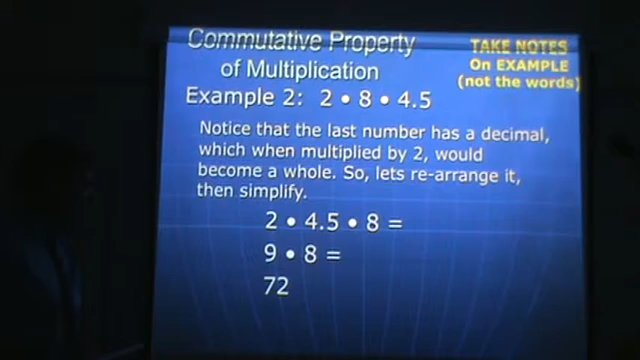 Commutative Property
of Multiplication
TAKE NOTES
On EXAMPLE
(not the words)
Example 2: 2 • 8 • 4.5
Notice that the last number has a decimal,
which when multiplied by 2, would
become a whole. So, lets re-arrange it,
then simplify.
2 • 4.5 • 8 =
9 • 8 =
72